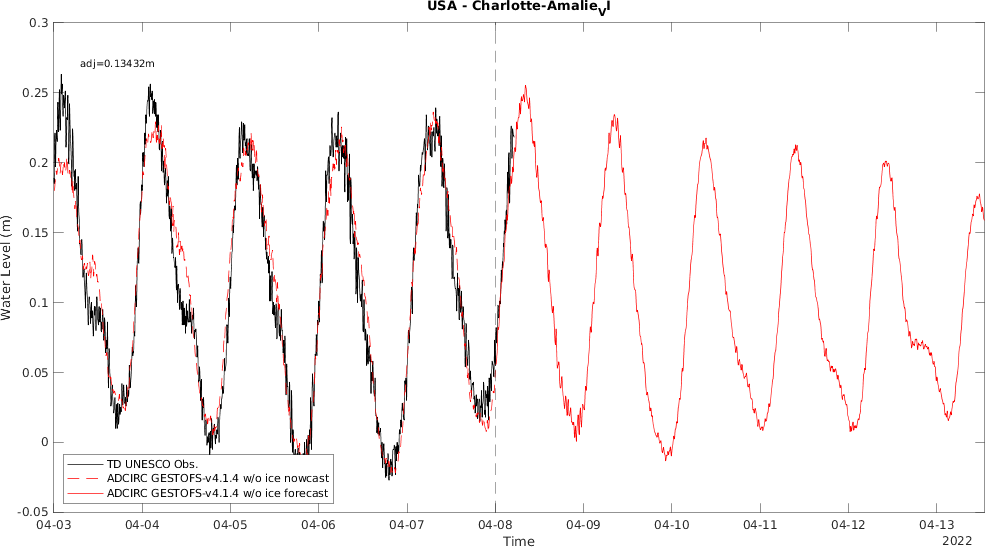 USA - Charlotte-Amalie_VI
adj=0.13432m
0.3
0.25
0.2
0.15
0.1
0.05
0
-0.05
Water Level (m)
TD UNESCO Obs.
ADCIRC GESTOFS-v4.1.4 w/o ice nowcast
ADCIRC GESTOFS-v4.1.4 w/o ice forecast
04-03 04-04 04-05 04-06 04-07 04-08 04-09 04-10 04-11 04-12 04-13
Time
2022